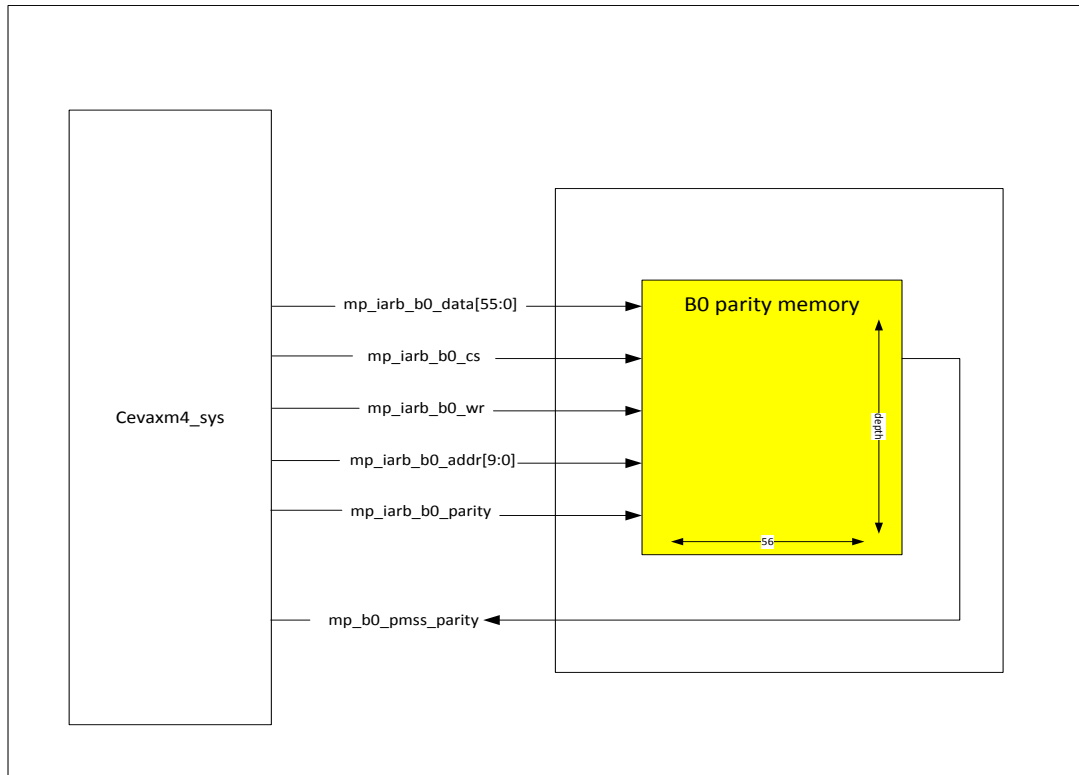 mp_iarb_b0_data[55:0]
B0 parity memory
mp_iarb_b0_cs
Cevaxm4_sys
mp_iarb_b0_wr
depth
mp_iarb_b0_addr[9:0]
mp_iarb_b0_parity
56
mp_b0_pmss_parity